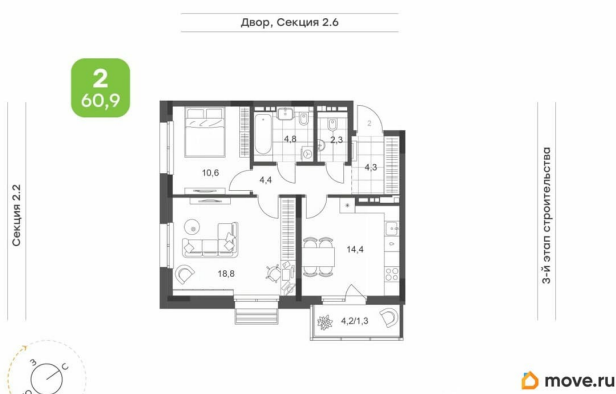 Двор, Секция 2.6
2
60,9
2
4,8
2,3
4,3
10,6
4,4
Секция 2.2
3-й этап строительства
14,4
18,8
4,2/1,3
З
С
Ю
move.ru